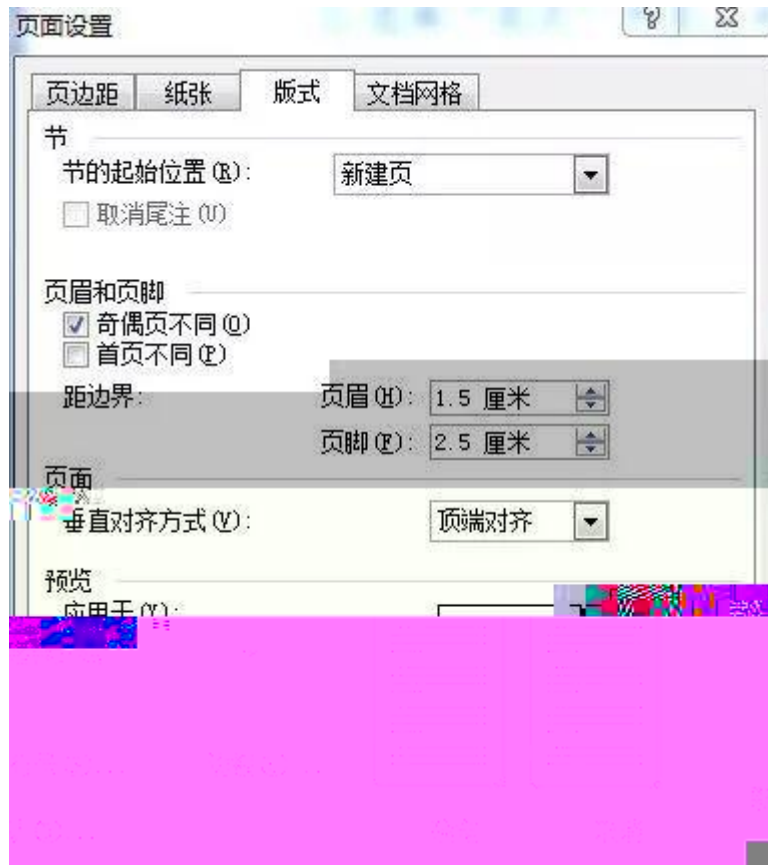 页面设置
页边距 纸张 版式 文档网格
节
节的起始位置(R): 新建页
取消尾注(U)
页眉和页脚
奇偶页不同(O)
首页不同(P)
距边界: 页眉(H): 1.5 厘米
页脚(F): 2.5 厘米
页面
垂直对齐方式(V): 顶端对齐
预览
应用于(Y):